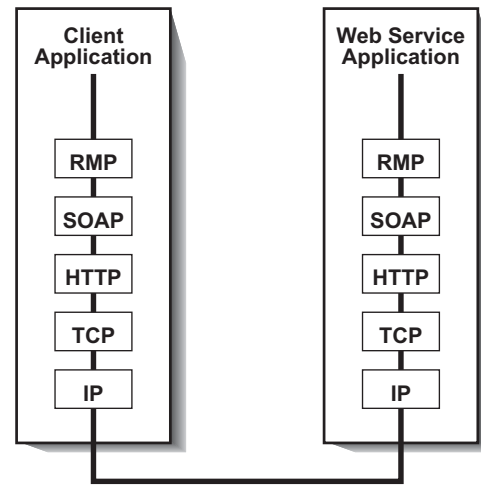 Client
Application
RMP
SOAP
HTTP
TCP
IP
Web Service
Application
RMP
SOAP
HTTP
TCP
IP